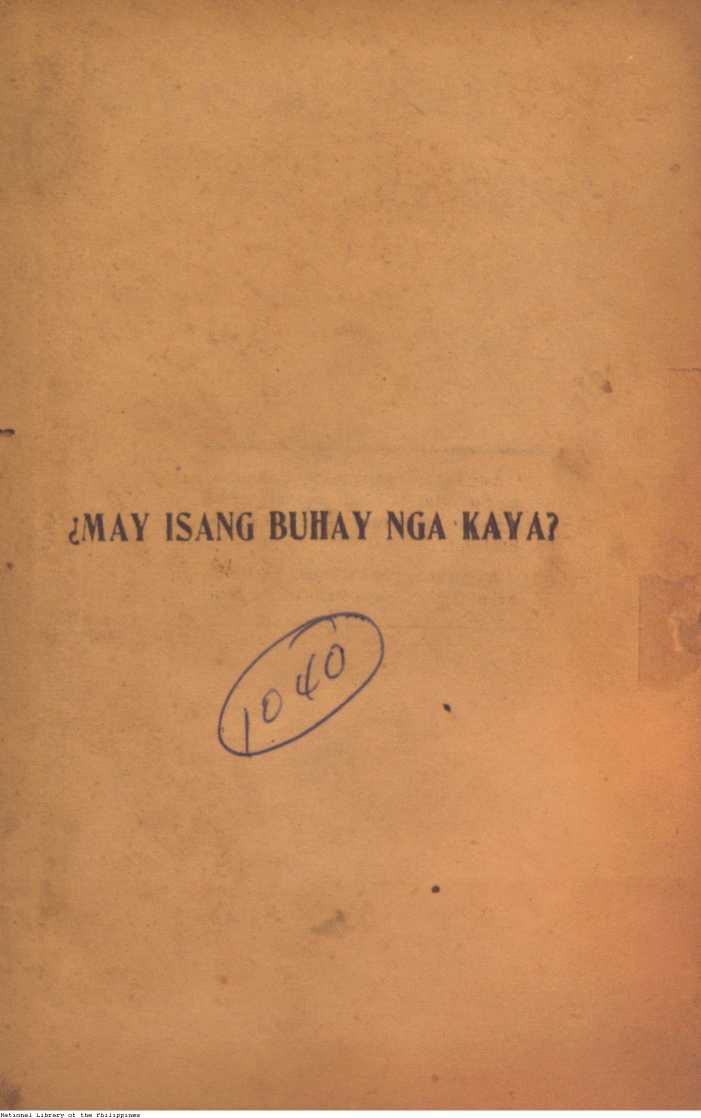 ¿MAY ISANG BUHAY NGA KAYA?
1040
National Library of the Philippines